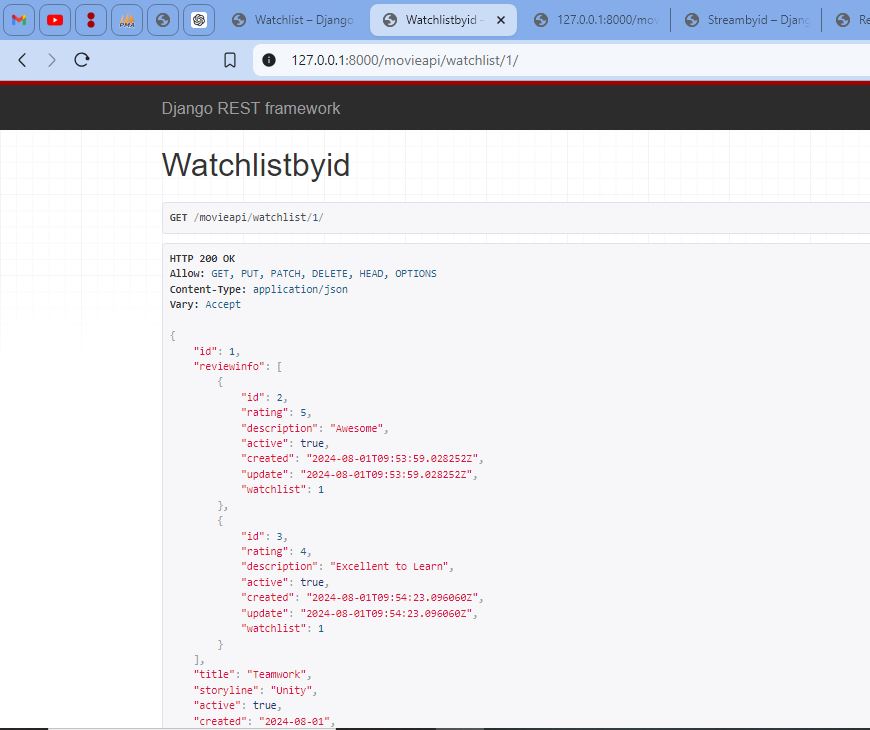 PMA
Watchlist – Django
Watchlistbyid –
127.0.0.1:8000/mov
Streambyid – Djang
Re
127.0.0.1:8000/movieapi/watchlist/1/
Django REST framework
Watchlistbyid
GET /movieapi/watchlist/1/
HTTP 200 OK
Allow: GET, PUT, PATCH, DELETE, HEAD, OPTIONS
Content-Type: application/json
Vary: Accept
{
"id": 1,
"reviewinfo": [
{
"id": 2,
"rating": 5,
"description": "Awesome",
"active": true,
"created": "2024-08-01T09:53:59.028252Z",
"update": "2024-08-01T09:53:59.028252Z",
"watchlist": 1
},
{
"id": 3,
"rating": 4,
"description": "Excellent to Learn",
"active": true,
"created": "2024-08-01T09:54:23.096060Z",
"update": "2024-08-01T09:54:23.096060Z",
"watchlist": 1
}
],
"title": "Teamwork",
"storyline": "Unity",
"active": true,
"created": "2024-08-01",